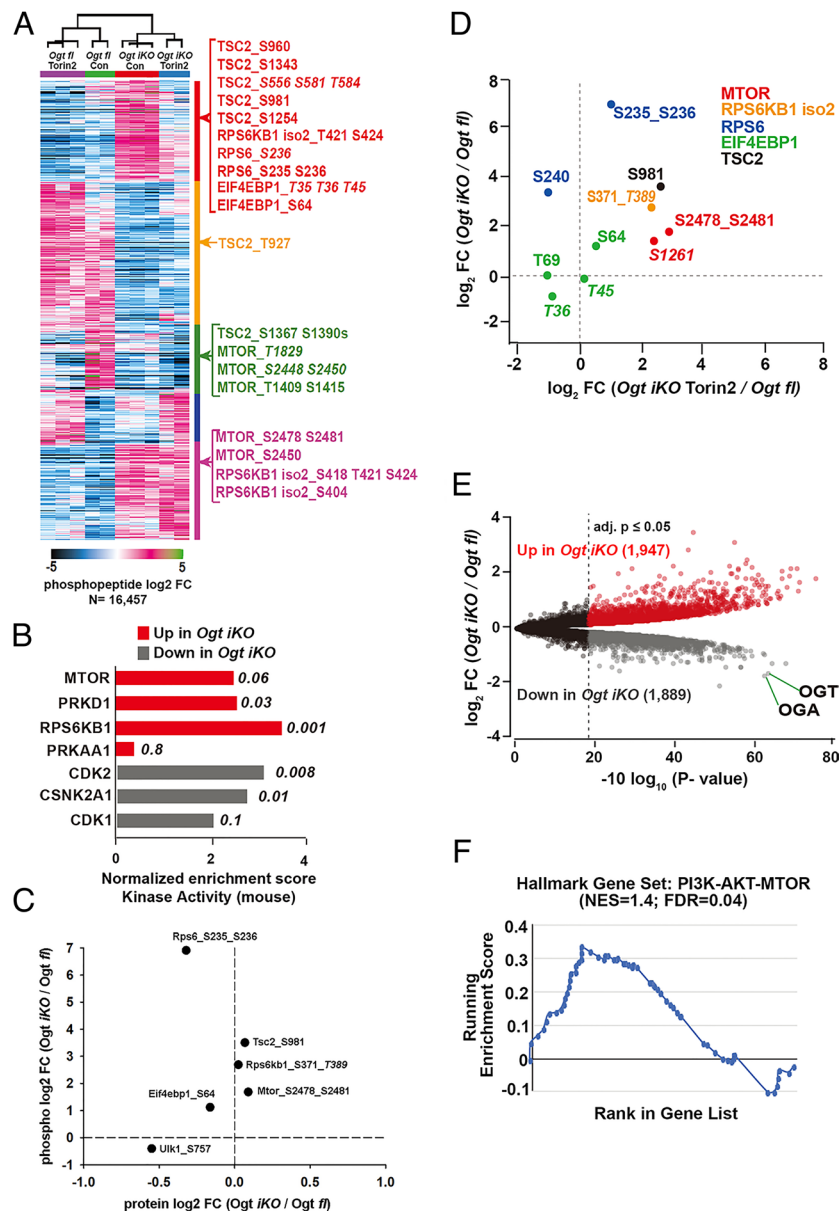 A
Ogt fl Torin2
Ogt fl Con
Ogt iKO Con
Ogt iKO Torin2
TSC2_S960
TSC2_S1343
TSC2_S556 S581 T584
TSC2_S981
TSC2_S1254
RPS6KB1 iso2_T421 S424
RPS6_S236
RPS6_S235 S236
EIF4EBP1_T35 T36 T45
EIF4EBP1_S64
TSC2_T927
TSC2_S1367 S1390s
MTOR_T1829
MTOR_S2448 S2450
MTOR_T1409 S1415
MTOR_S2478 S2481
MTOR_S2450
RPS6KB1 iso2_S418 T421 S424
RPS6KB1 iso2_S404
-5 5
phosphopeptide log2 FC
N= 16,457
B
Up in Ogt iKO
Down in Ogt iKO
MTOR 0.06
PRKD1 0.03
RPS6KB1 0.001
PRKAA1 0.8
CDK2 0.008
CSNK2A1 0.01
CDK1 0.1
0 2 4
Normalized enrichment score
Kinase Activity (mouse)
C
phospho log2 FC (Ogt iKO / Ogt fl)
7
6
5
4
3
2
1
0
-1
Rps6_S235_S236
Tsc2_S981
Rps6kb1_S371_T389
Mtor_S2478_S2481
Eif4ebp1_S64
Ulk1_S757
-1.0 -0.5 0.0 0.5 1.0
protein log2 FC (Ogt iKO / Ogt fl)
D
log2 FC (Ogt iKO / Ogt fl)
8
6
4
2
0
-2
MTOR
RPS6KB1 iso2
RPS6
EIF4EBP1
TSC2
S235_S236
S240
S981
S371_T389
S2478_S2481
S64
S1261
T69
T45
T36
-2 0 2 4 6 8
log2 FC (Ogt iKO Torin2 / Ogt fl)
E
log2 FC (Ogt iKO / Ogt fl)
4
2
0
-2
-4
adj. p ≤ 0.05
Up in Ogt iKO (1,947)
Down in Ogt iKO (1,889)
OGT
OGA
0 20 40 60 80
-10 log10 (P- value)
F
Hallmark Gene Set: PI3K-AKT-MTOR
(NES=1.4; FDR=0.04)
Running
Enrichment Score
0.4
0.3
0.2
0.1
0
-0.1
Rank in Gene List